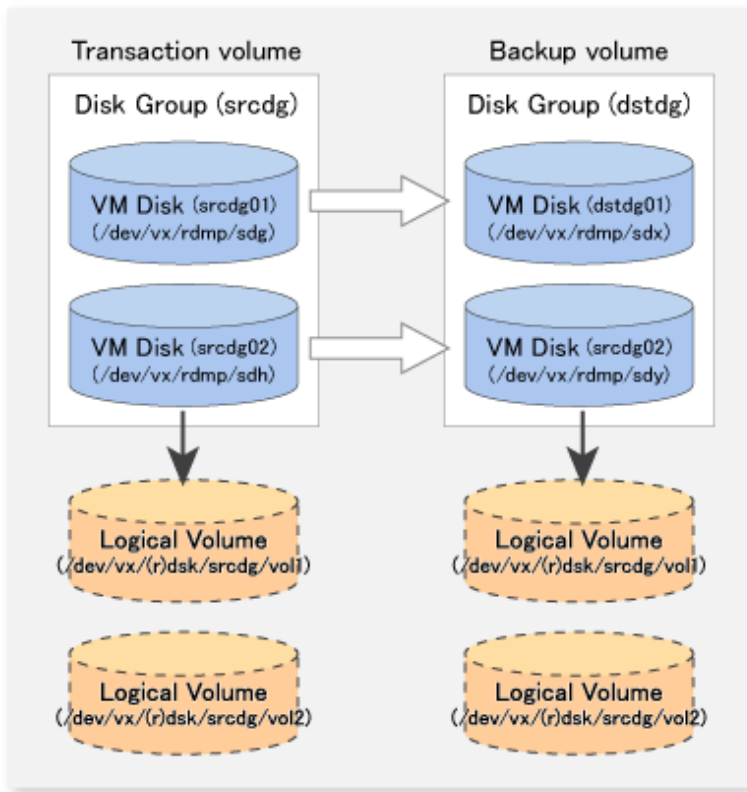 Transaction volume
Backup volume
Disk Group (srcdg)
Disk Group (dstdg)
VM Disk (srcdg01)
(/dev/vx/rdmp/sdg)
VM Disk (dstdg01)
(/dev/vx/rdmp/sdx)
VM Disk (srcdg02)
(/dev/vx/rdmp/sdh)
VM Disk (srcdg02)
(/dev/vx/rdmp/sdy)
Logical Volume
(/dev/vx/(r)dsk/srcdg/vol1)
Logical Volume
(/dev/vx/(r)dsk/srcdg/vol1)
Logical Volume
(/dev/vx/(r)dsk/srcdg/vol2)
Logical Volume
(/dev/vx/(r)dsk/srcdg/vol2)